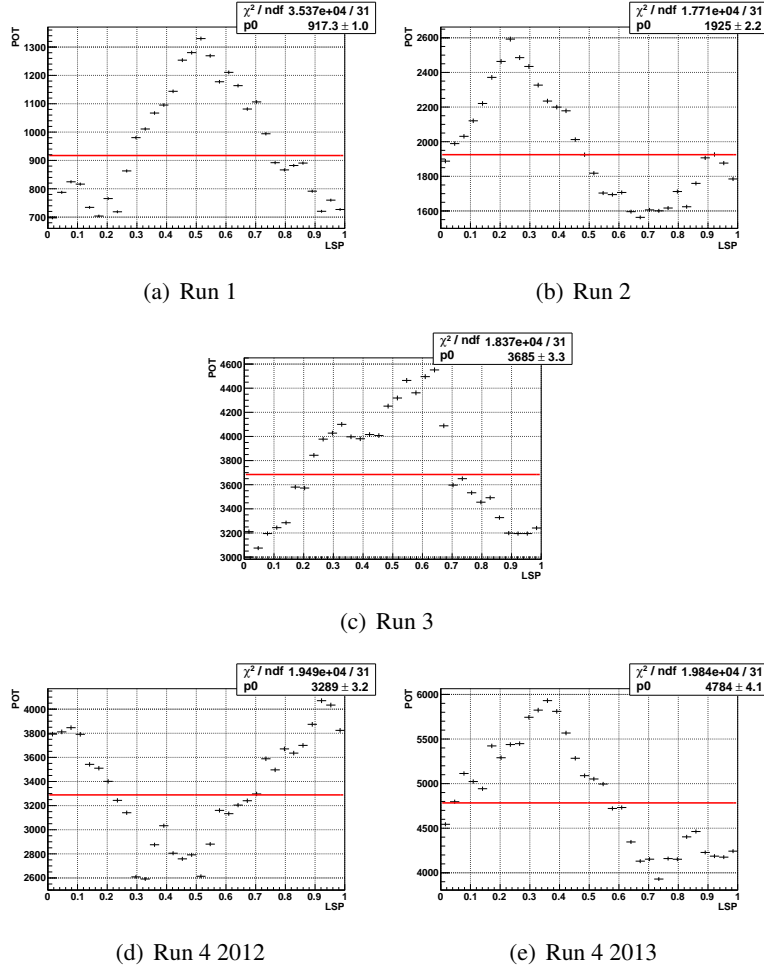 χ² / ndf 3.537e+04 / 31
p0 917.3 ± 1.0
POT
1300
1200
1100
1000
900
800
700
0 0.1 0.2 0.3 0.4 0.5 0.6 0.7 0.8 0.9 1
LSP
(a) Run 1
χ² / ndf 1.771e+04 / 31
p0 1925 ± 2.2
POT
2600
2400
2200
2000
1800
1600
0 0.1 0.2 0.3 0.4 0.5 0.6 0.7 0.8 0.9 1
LSP
(b) Run 2
χ² / ndf 1.837e+04 / 31
p0 3685 ± 3.3
POT
4600
4400
4200
4000
3800
3600
3400
3200
3000
0 0.1 0.2 0.3 0.4 0.5 0.6 0.7 0.8 0.9 1
LSP
(c) Run 3
χ² / ndf 1.949e+04 / 31
p0 3289 ± 3.2
POT
4000
3800
3600
3400
3200
3000
2800
2600
0 0.1 0.2 0.3 0.4 0.5 0.6 0.7 0.8 0.9 1
LSP
(d) Run 4 2012
χ² / ndf 1.984e+04 / 31
p0 4784 ± 4.1
POT
6000
5500
5000
4500
4000
0 0.1 0.2 0.3 0.4 0.5 0.6 0.7 0.8 0.9 1
LSP
(e) Run 4 2013